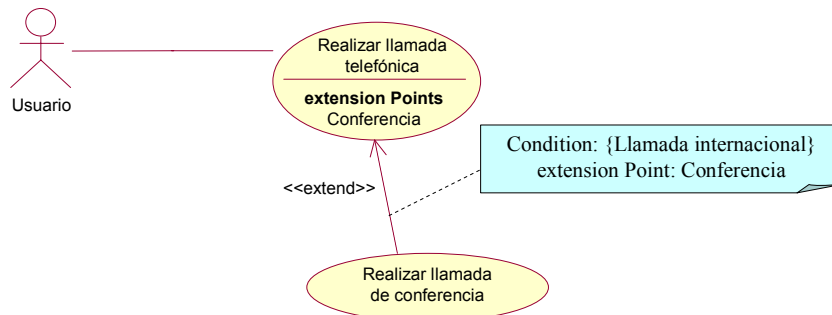 Realizar llamada
telefónica
Usuario
extension Points
Conferencia
Condition: {Llamada internacional}
extension Point: Conferencia
<<extend>>
Realizar llamada
de conferencia